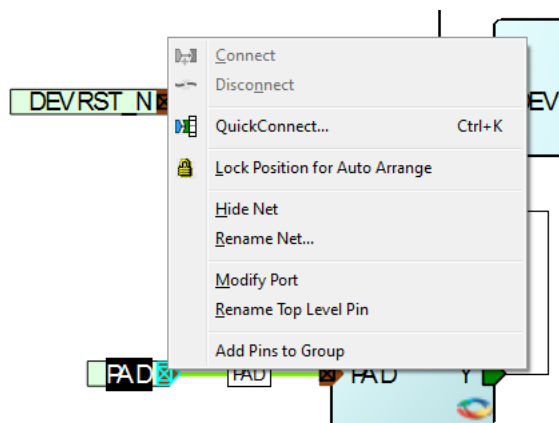 Connect
Disconnect
DEVRST_N
QuickConnect... Ctrl+K
Lock Position for Auto Arrange
Hide Net
Rename Net...
Modify Port
Rename Top Level Pin
Add Pins to Group
PAD PAD PAD Y